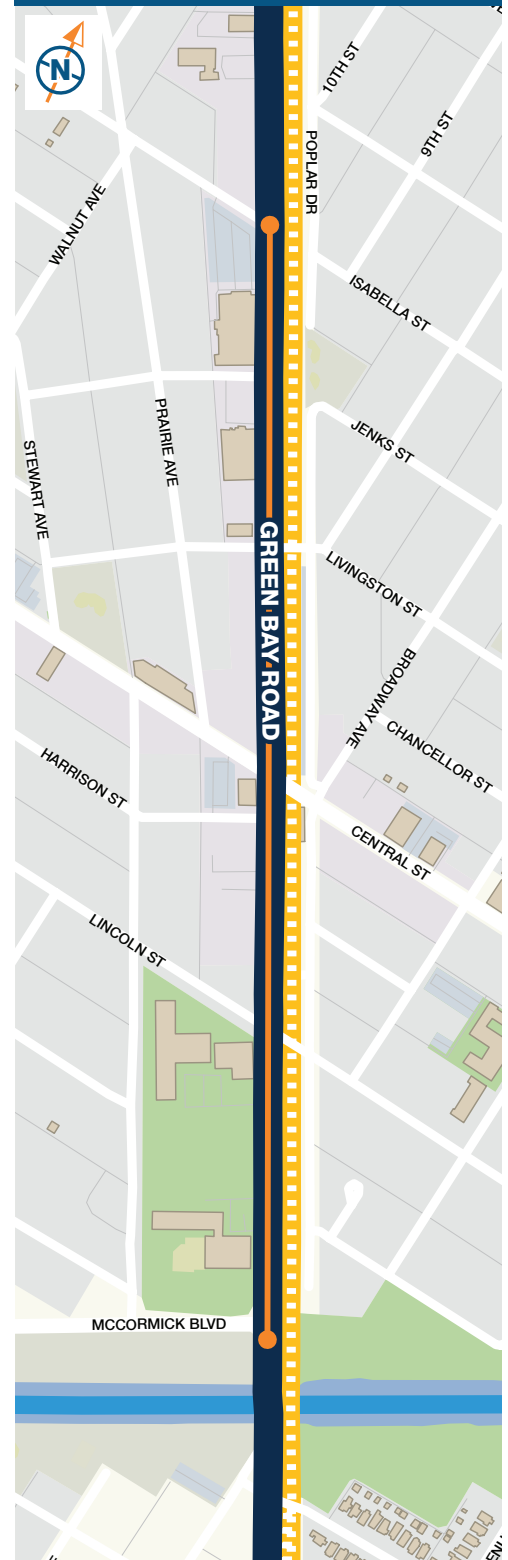 N
10TH ST
9TH ST
POPLAR DR
WALNUT AVE
ISABELLA ST
PRAIRIE AVE
JENKS ST
STEWART AVE
GREEN BAY ROAD
LIVINGSTON ST
BROADWAY AVE
CHANCELLOR ST
HARRISON ST
CENTRAL ST
LINCOLN ST
MCCORMICK BLVD